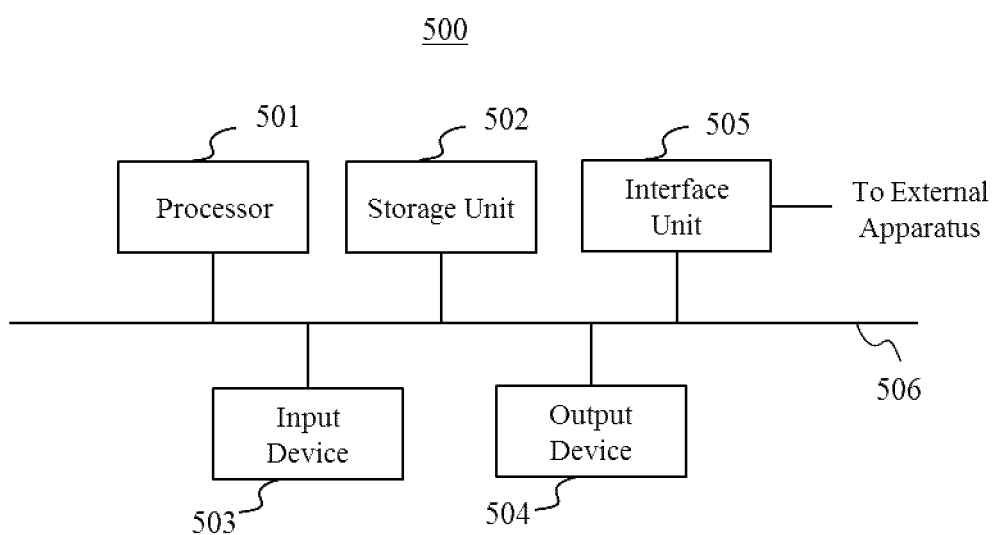 500
501
502
505
Processor
Storage Unit
Interface
Unit
To External
Apparatus
506
Input
Device
Output
Device
503
504